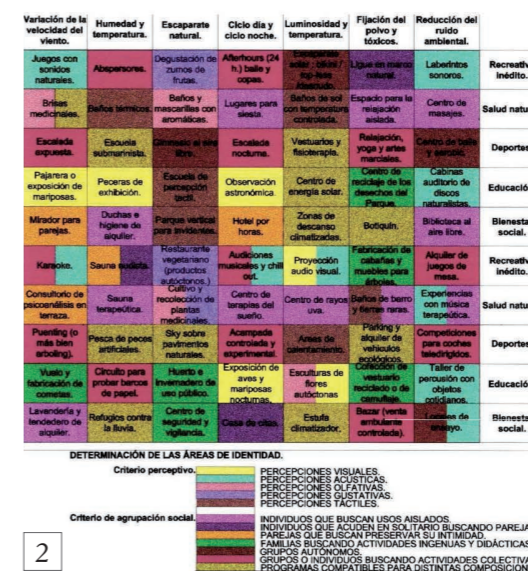 Variación de la velocidad del viento. Humedad y temperatura. Escaparate natural. Ciclo día y ciclo noche. Luminosidad y temperatura. Fijación del polvo y tóxicos. Reducción del ruido ambiental.
Juegos con sonidos naturales. Abspersores. Degustación de zumos de frutas. Afterhours (24 h.) baile y copas. solar Ligue en marco natural. Laberintos sonoros. Recreativ inédito.
Brisas medicinales. Baños térmicos. Baños y mascarillas con aromáticas. Lugares para siesta. Baños de sol con temperatura controlada. Espacio para la relajación aislada. Centro de masajes. Salud natu
Escalada expuesta. Escuela submarinista. Gimnasio al aire libre. Escalada nocturna. Vestuarios y fisioterapia. Relajación, yoga y artes marciales. Centro de baile y aerobic. Deportes
Pajarera o exposición de mariposas. Peceras de exhibición. Escuela de percepción táctil. Observación astronómica. Centro de energía solar. Centro de reciclaje de los desechos del Parque. Cabinas auditorio de discos naturalistas. Educació
Mirador para parejas. Duchas e higiene de alquiler. Parque vertical para invidentes. Hotel por horas. Zonas de descanso climatizadas. Botiquín. Biblioteca al aire libre. Bienesta social.
Karaoke. Sauna nudista. Restaurante vegetariano (productos autóctonos.) Audiciones musicales y chill out. Proyección audio visual. Fabricación de cabañas y muebles para árboles. Alquiler de juegos de mesa. Recreativ inédito.
Consultorio de psicoanálisis en terraza. Sauna terapeútica. Cultivo y recolección de plantas medicinales. Centro de terapias del sueño. Centro de rayos uva. Baños de barro y tierras raras. Experiencias con música terapeútica. Salud natu
Puenting (o más bien arboling). Pesca de peces artificiales. Sky sobre pavimentos naturales. Acampada controlada y experimental. Areas de calentamiento. Parking y alquiler de vehículos ecológicos. Competiciones para coches teledirigidos. Deportes
Vuelo y fabricación de cometas. Circuito para probar barcos de papel. Huerto e invernadero de uso público. Exposición de aves y mariposas nocturnas. Esculturas de flores autóctonas Colección de vestuario reciclado o de camuflaje. Taller de percusión con objetos cotidianos. Educació
Lavandería y tendedero de alquiler. Refugios contra la lluvia. Centro de seguridad y vigilancia. Casa de citas. Estufa climatizador. Bazar (venta ambulante controlada). Locales de ensayo. Bienesta social.
DETERMINACIÓN DE LAS ÁREAS DE IDENTIDAD.
Criterio perceptivo. PERCEPCIONES VISUALES.
PERCEPCIONES ACÚSTICAS.
PERCEPCIONES OLFATIVAS.
PERCEPCIONES GUSTATIVAS.
PERCEPCIONES TÁCTILES.
Criterio de agrupación social. INDIVIDUOS QUE BUSCAN USOS AISLADOS.
INDIVIDUOS QUE ACUDEN EN SOLITARIO BUSCANDO PAREJA
PAREJAS QUE BUSCAN PRESERVAR SU INTIMIDAD.
FAMILIAS BUSCANDO ACTIVIDADES INGENUAS Y DIDÁCTICAS
GRUPOS AUTÓNOMOS.
GRUPOS O INDIVIDUOS BUSCANDO ACTIVIDADES COLECTIVA
PROGRAMAS COMPATIBLES PARA DISTINTAS COMPOSICION
2